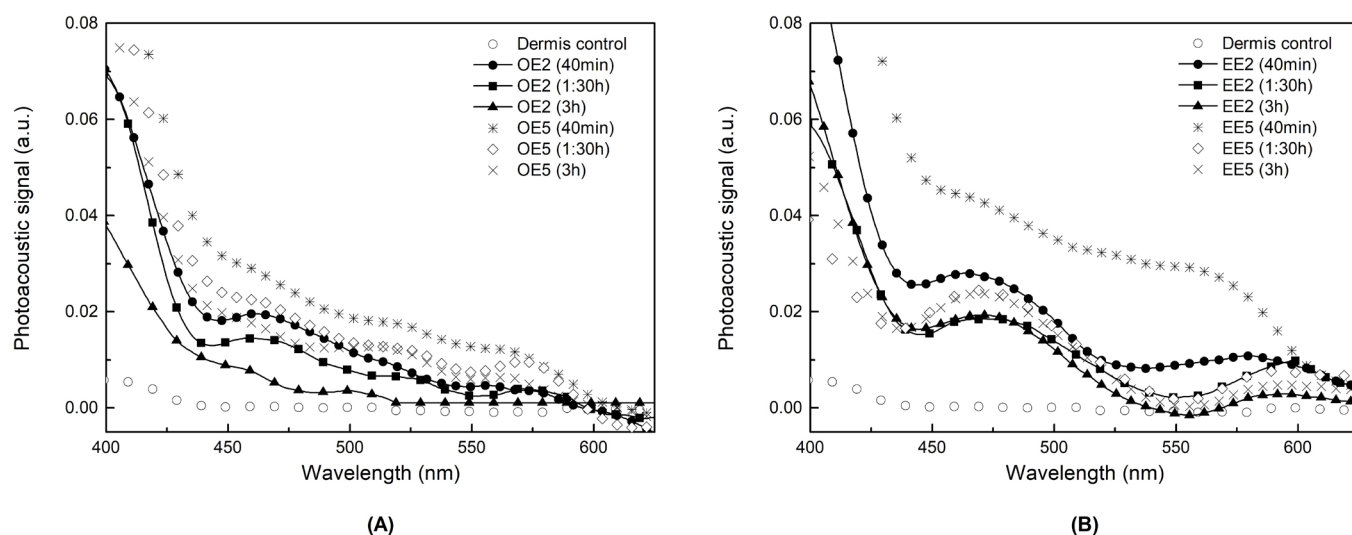 0.08
0.06
0.04
0.02
0.00
Photoacoustic signal (a.u.)
Dermis control
OE2 (40min)
OE2 (1:30h)
OE2 (3h)
OE5 (40min)
OE5 (1:30h)
OE5 (3h)
400 450 500 550 600
Wavelength (nm)
(A)
0.08
0.06
0.04
0.02
0.00
Photoacoustic signal (a.u.)
Dermis control
EE2 (40min)
EE2 (1:30h)
EE2 (3h)
EE5 (40min)
EE5 (1:30h)
EE5 (3h)
400 450 500 550 600
Wavelength (nm)
(B)